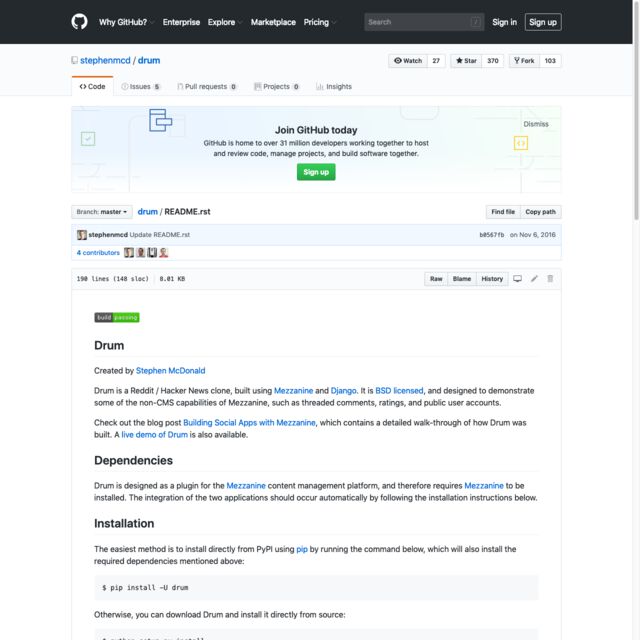 Why GitHub? Enterprise Explore Marketplace Pricing Search / Sign in Sign up
stephenmcd / drum
Watch 27 Star 370 Fork 103
Code Issues 5 Pull requests 0 Projects 0 Insights
Join GitHub today
Dismiss
GitHub is home to over 31 million developers working together to host
and review code, manage projects, and build software together.
Sign up
Branch: master drum / README.rst Find file Copy path
stephenmcd Update README.rst b0567fb on Nov 6, 2016
4 contributors
190 lines (148 sloc) 8.01 KB Raw Blame History
build passing
Drum
Created by Stephen McDonald
Drum is a Reddit / Hacker News clone, built using Mezzanine and Django. It is BSD licensed, and designed to demonstrate
some of the non-CMS capabilities of Mezzanine, such as threaded comments, ratings, and public user accounts.
Check out the blog post Building Social Apps with Mezzanine, which contains a detailed walk-through of how Drum was
built. A live demo of Drum is also available.
Dependencies
Drum is designed as a plugin for the Mezzanine content management platform, and therefore requires Mezzanine to be
installed. The integration of the two applications should occur automatically by following the installation instructions below.
Installation
The easiest method is to install directly from PyPI using pip by running the command below, which will also install the
required dependencies mentioned above:
$ pip install -U drum
Otherwise, you can download Drum and install it directly from source: